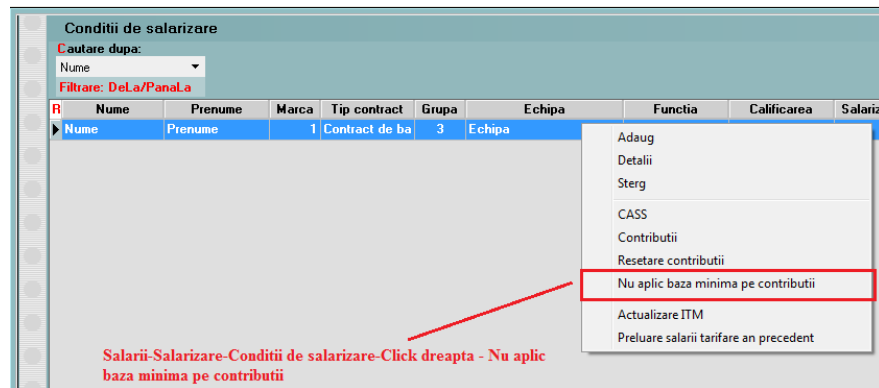 Conditii de salarizare
Cautare dupa:
Nume
Filtrare: DeLa/PanaLa
R Nume Prenume Marca Tip contract Grupa Echipa Functia Calificarea Salariz
Nume Prenume 1 Contract de ba 3 Echipa
Adaug
Detalii
Sterg
CASS
Contributii
Resetare contributii
Nu aplic baza minima pe contributii
Actualizare ITM
Preluare salarii tarifare an precedent
Salarii-Salarizare-Conditii de salarizare-Click dreapta - Nu aplic
baza minima pe contributii